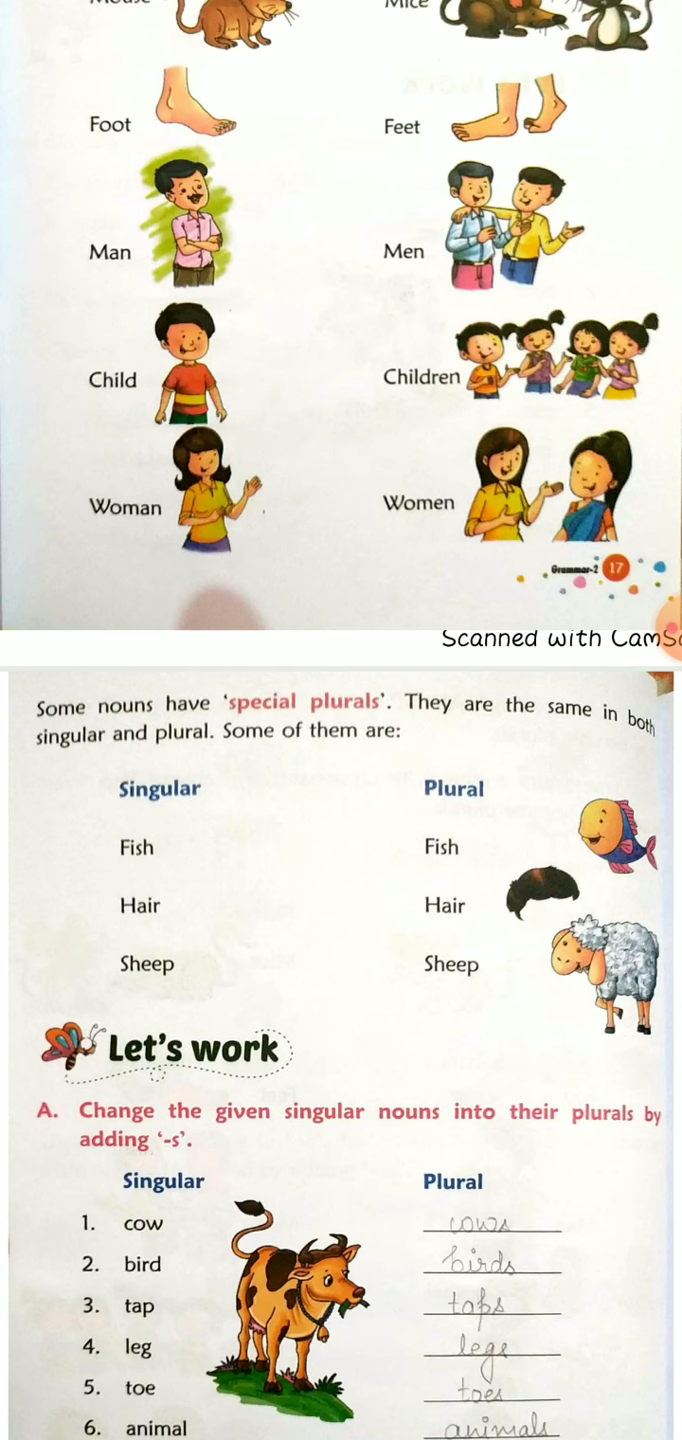 Mouse Mice
Foot Feet
Man Men
Child Children
Woman Women
Grammar-2 17
Scanned with CamSc
Some nouns have ‘special plurals’. They are the same in both
singular and plural. Some of them are:
Singular Plural
Fish Fish
Hair Hair
Sheep Sheep
Let’s work
A. Change the given singular nouns into their plurals by
adding ‘-s’.
Singular Plural
1. cow cows
2. bird birds
3. tap taps
4. leg legs
5. toe toes
6. animal animals